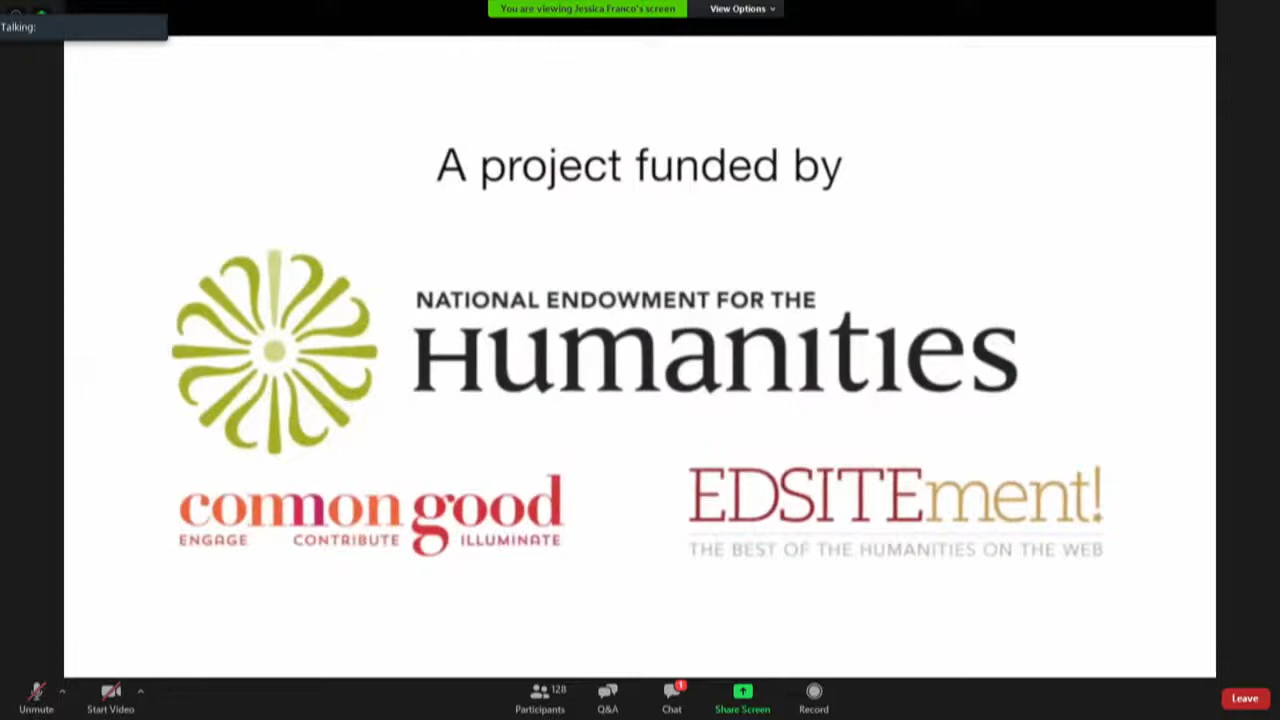 You are viewing Jessica Franco's screen
View Options
Talking:
A project funded by
NATIONAL ENDOWMENT FOR THE
Humanities
common good
ENGAGE CONTRIBUTE ILLUMINATE
EDSITEment!
THE BEST OF THE HUMANITIES ON THE WEB
Unmute
Start Video
128
Participants
Q&A
1
Chat
Share Screen
Record
Leave